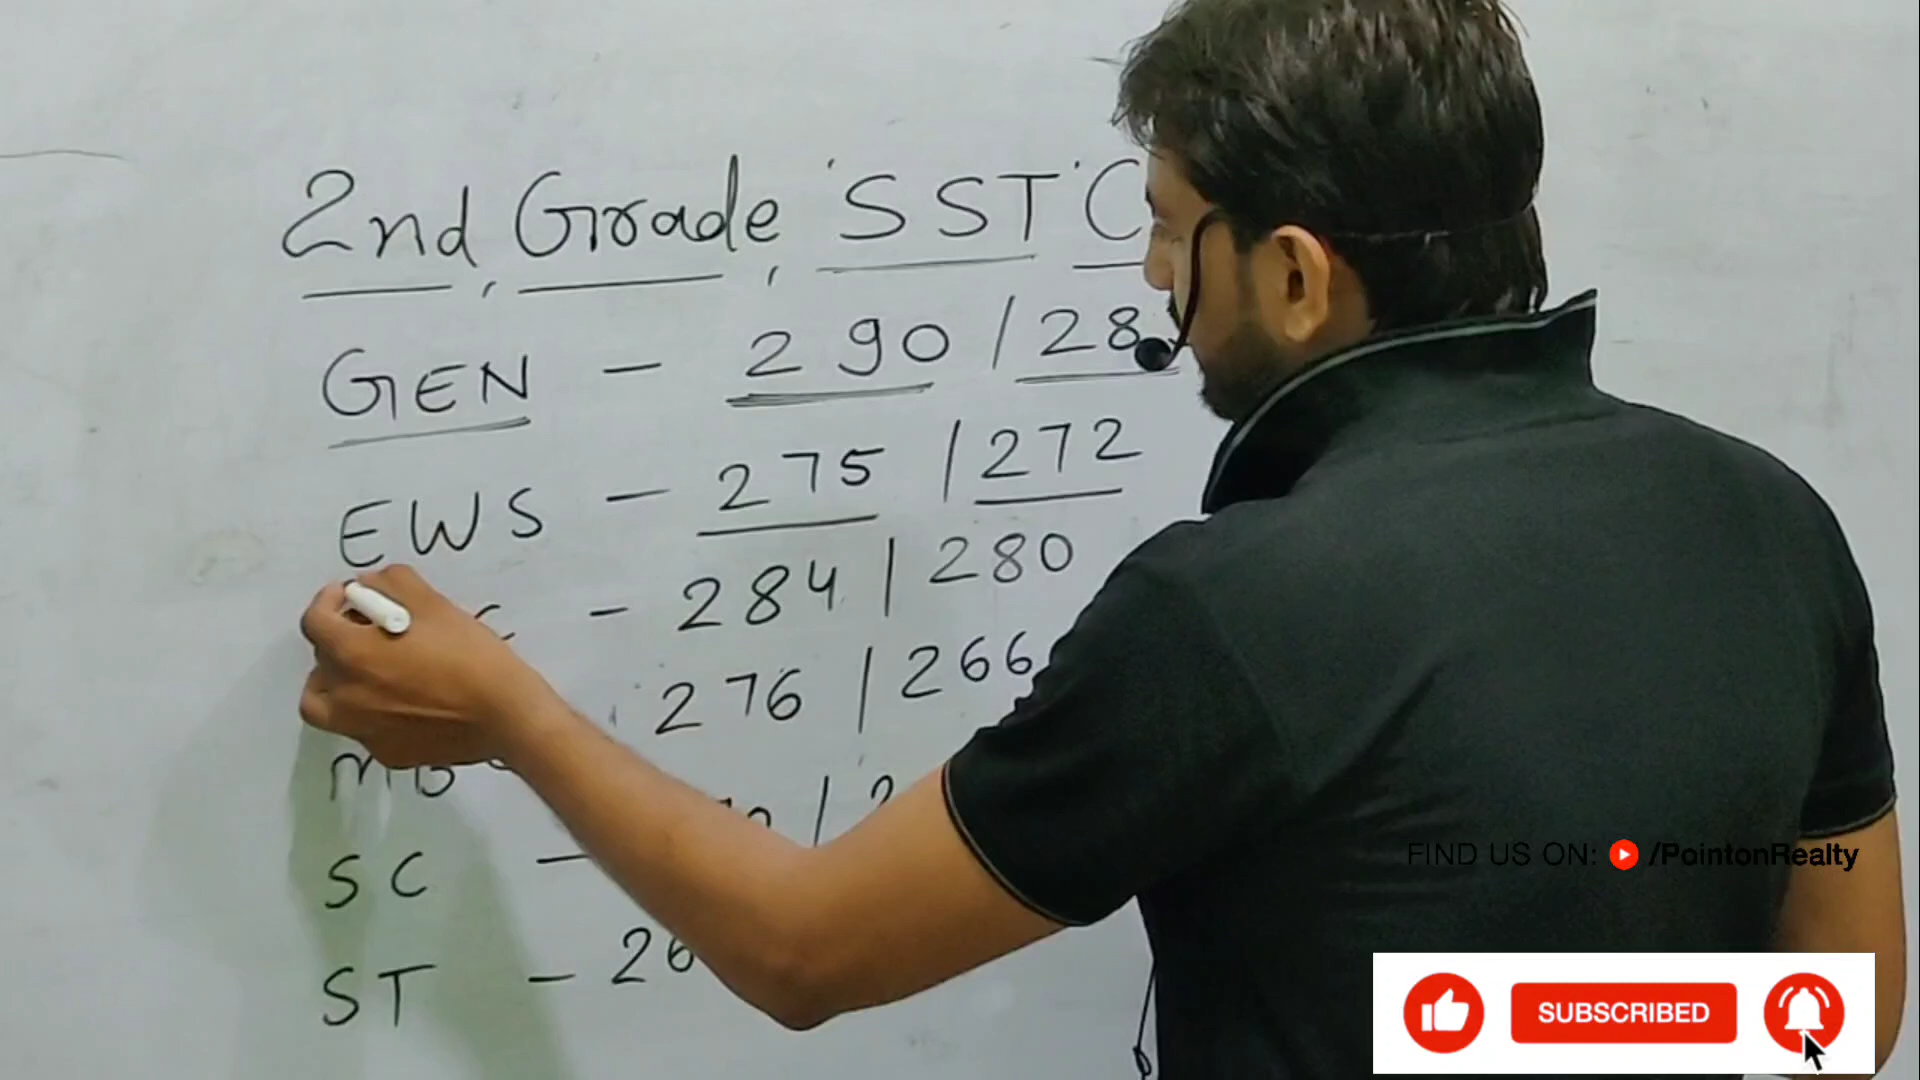 2nd Grade, 'SST' C
GEN - 290 / 28
EWS - 275 / 272
- 284 / 280
276 / 266
SC -
ST - 26
FIND US ON: /PointonRealty
SUBSCRIBED